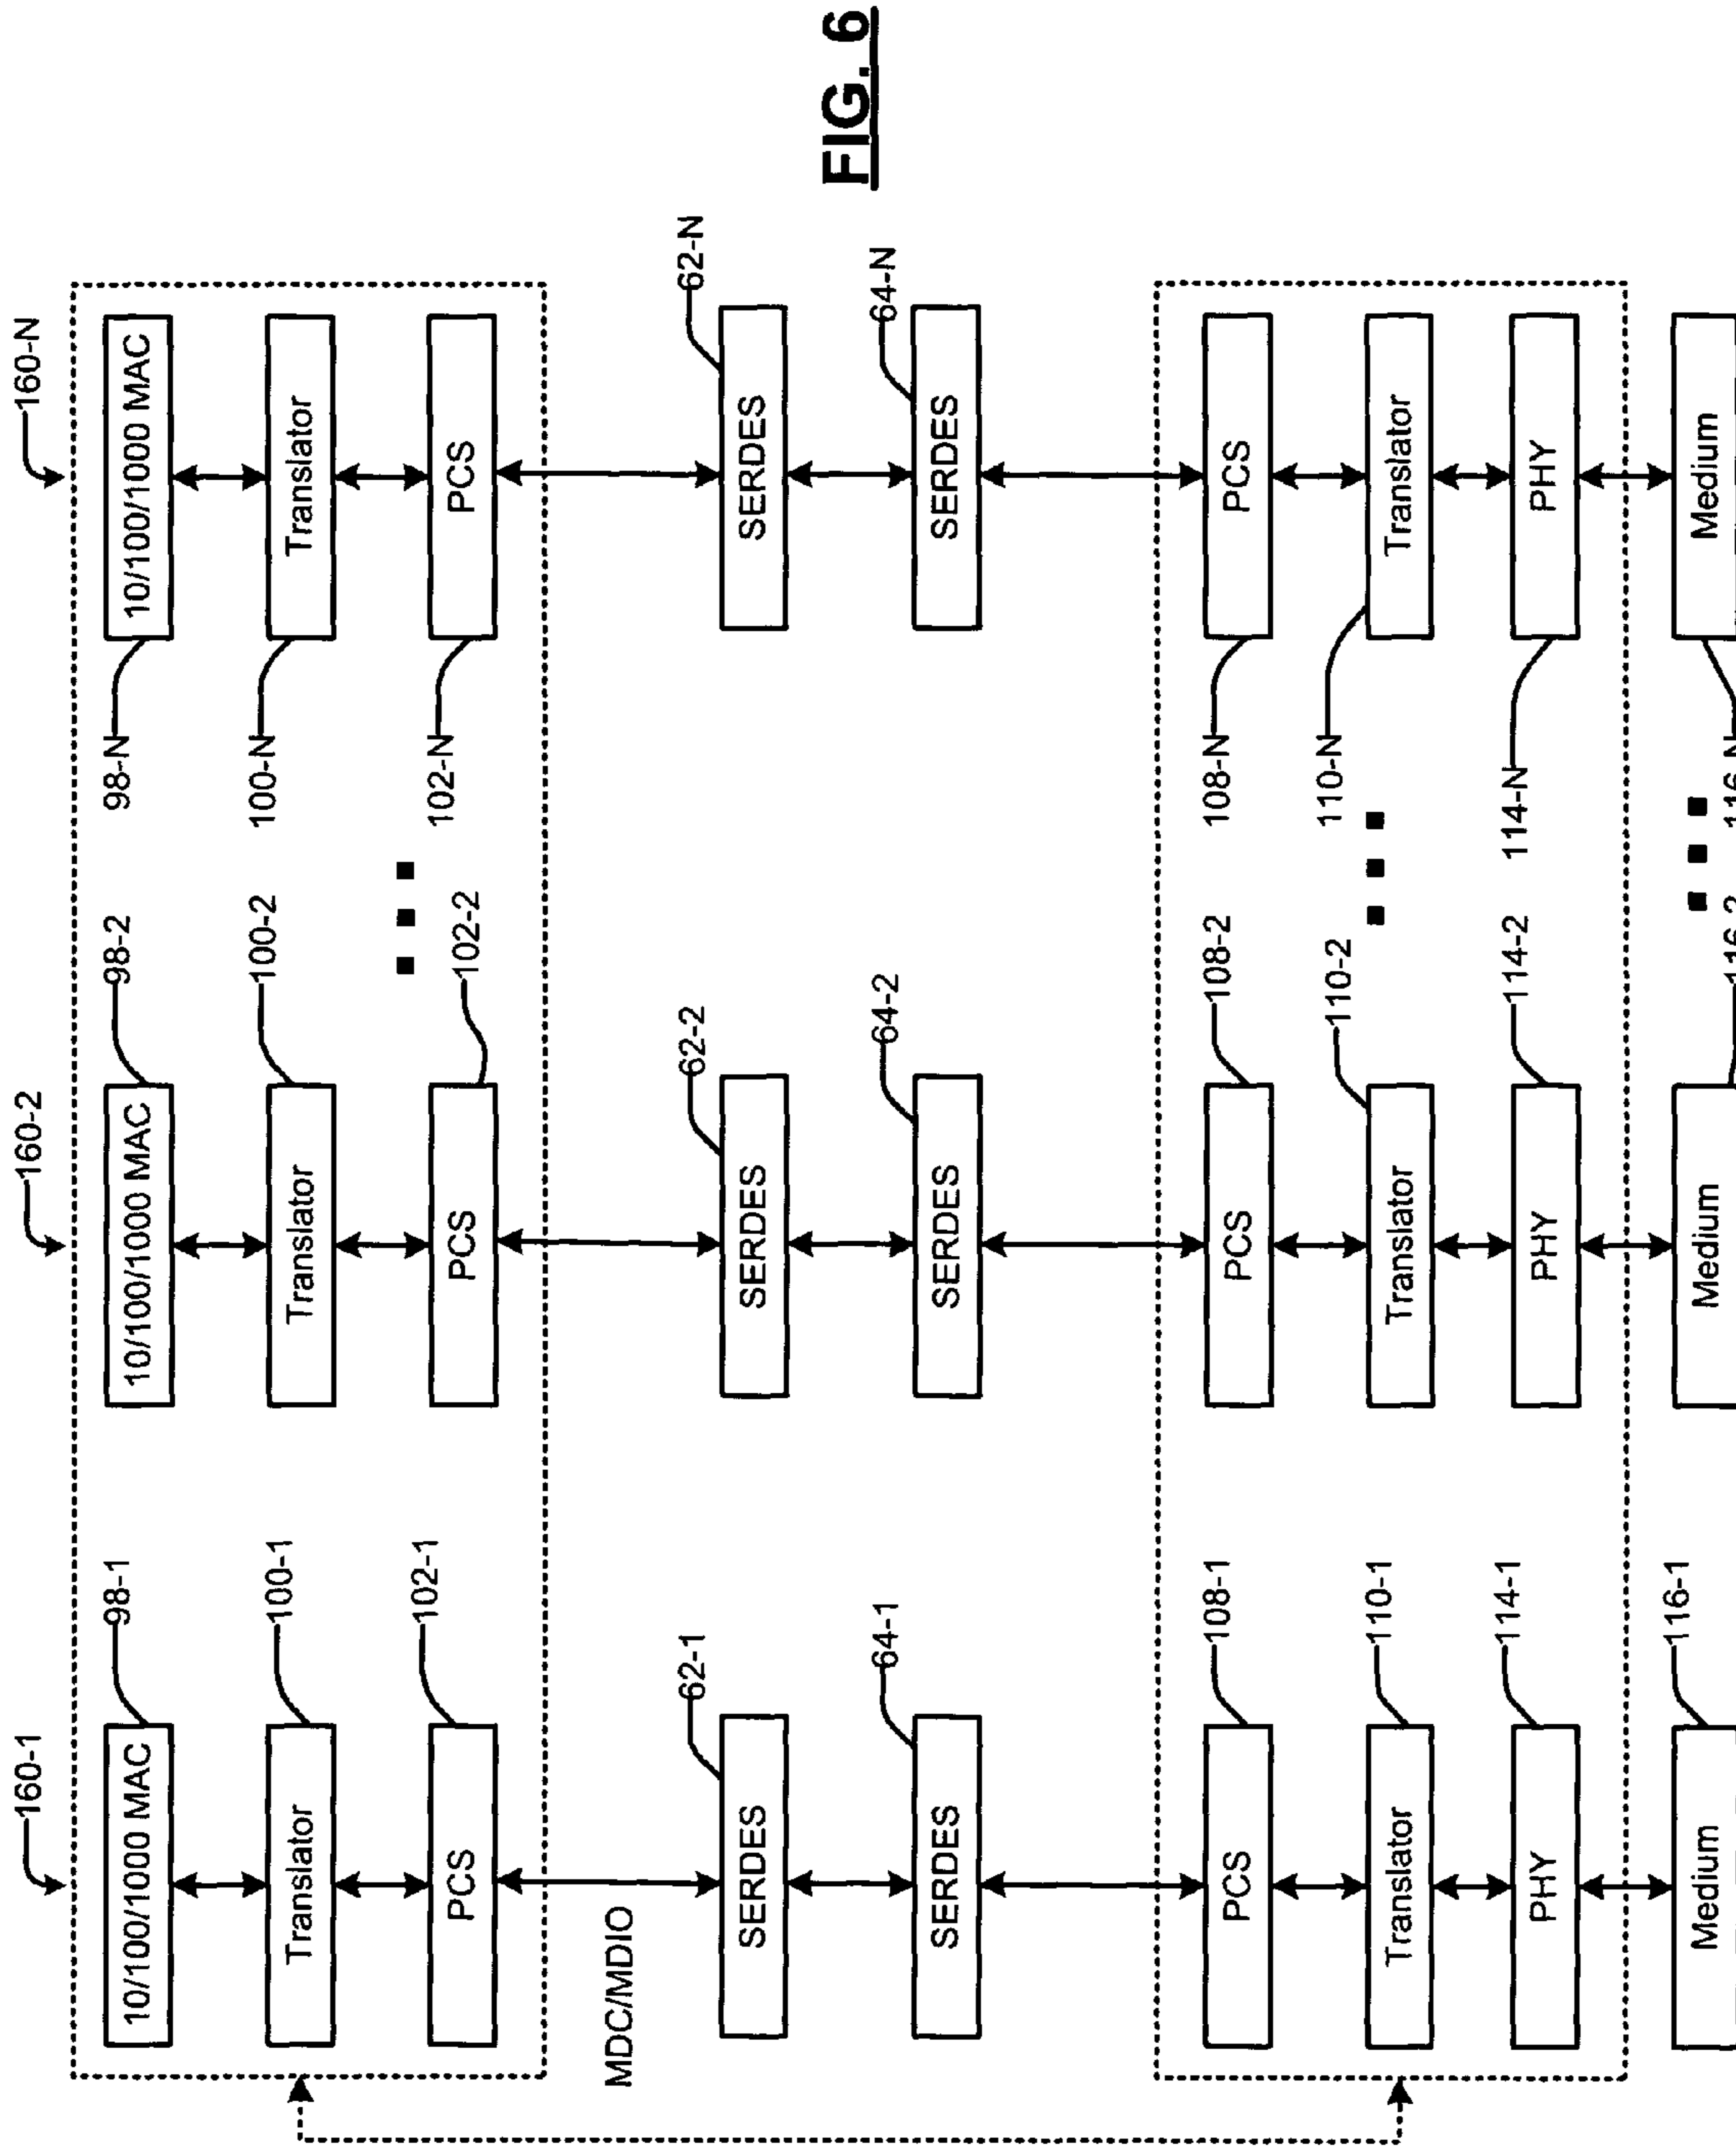 160-1
160-2
160-N
98-1
98-2
98-N
10/100/1000 MAC
10/100/1000 MAC
10/100/1000 MAC
100-1
100-2
100-N
Translator
Translator
Translator
102-1
102-2
102-N
PCS
PCS
PCS
MDC/MDIO
62-1
62-2
62-N
SERDES
SERDES
SERDES
64-1
64-2
64-N
SERDES
SERDES
SERDES
108-1
108-2
108-N
PCS
PCS
PCS
110-1
110-2
110-N
Translator
Translator
Translator
114-1
114-2
114-N
PHY
PHY
PHY
116-1
116-2
116-N
Medium
Medium
Medium
FIG. 6